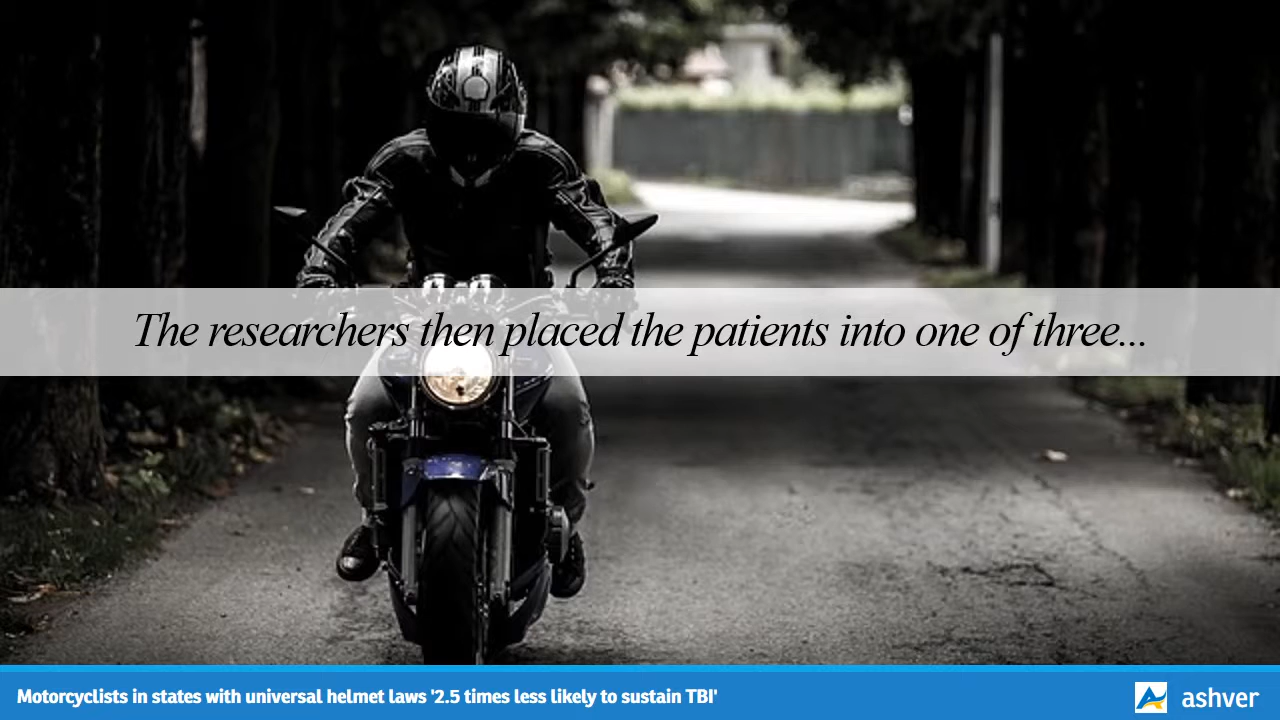 The researchers then placed the patients into one of three...
Motorcyclists in states with universal helmet laws '2.5 times less likely to sustain TBI'
ashver